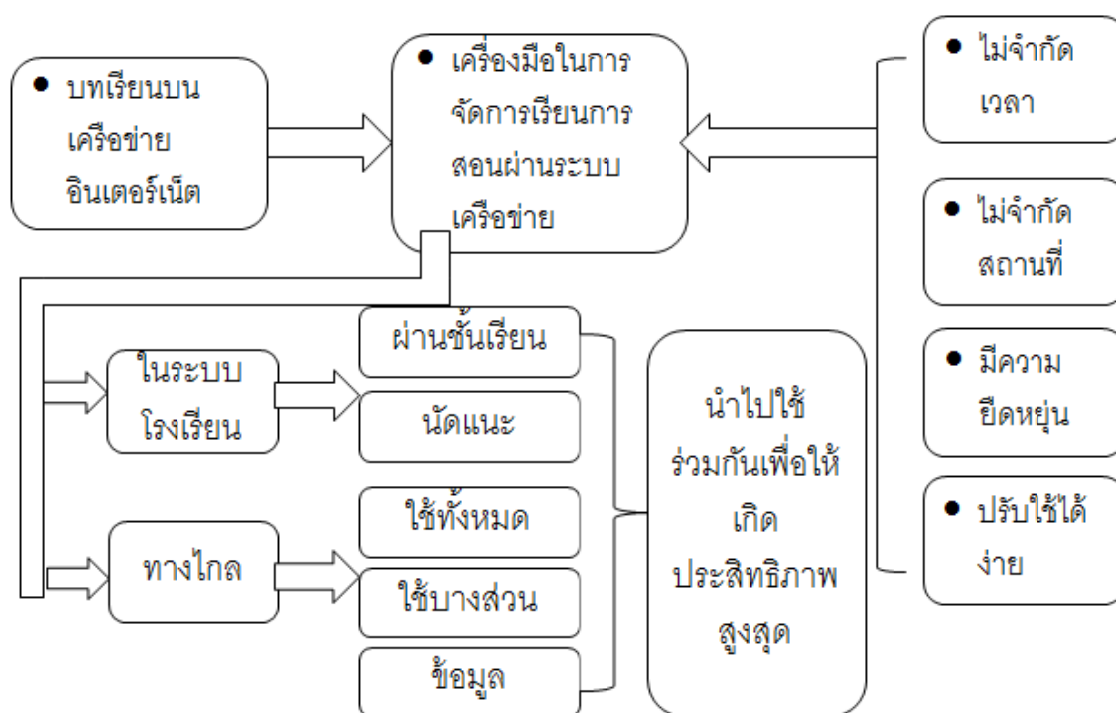 ● บทเรียนบน
เครือข่าย
อินเตอร์เน็ต
● เครื่องมือในการ
จัดการเรียนการ
สอนผ่านระบบ
เครือข่าย
● ไม่จำกัด
เวลา
● ไม่จำกัด
สถานที่
● มีความ
ยืดหยุ่น
● ปรับใช้ได้
ง่าย
ในระบบ
โรงเรียน
ทางไกล
ผ่านชั้นเรียน
นัดแนะ
ใช้ทั้งหมด
ใช้บางส่วน
ข้อมูล
นำไปใช้
ร่วมกันเพื่อให้
เกิด
ประสิทธิภาพ
สูงสุด